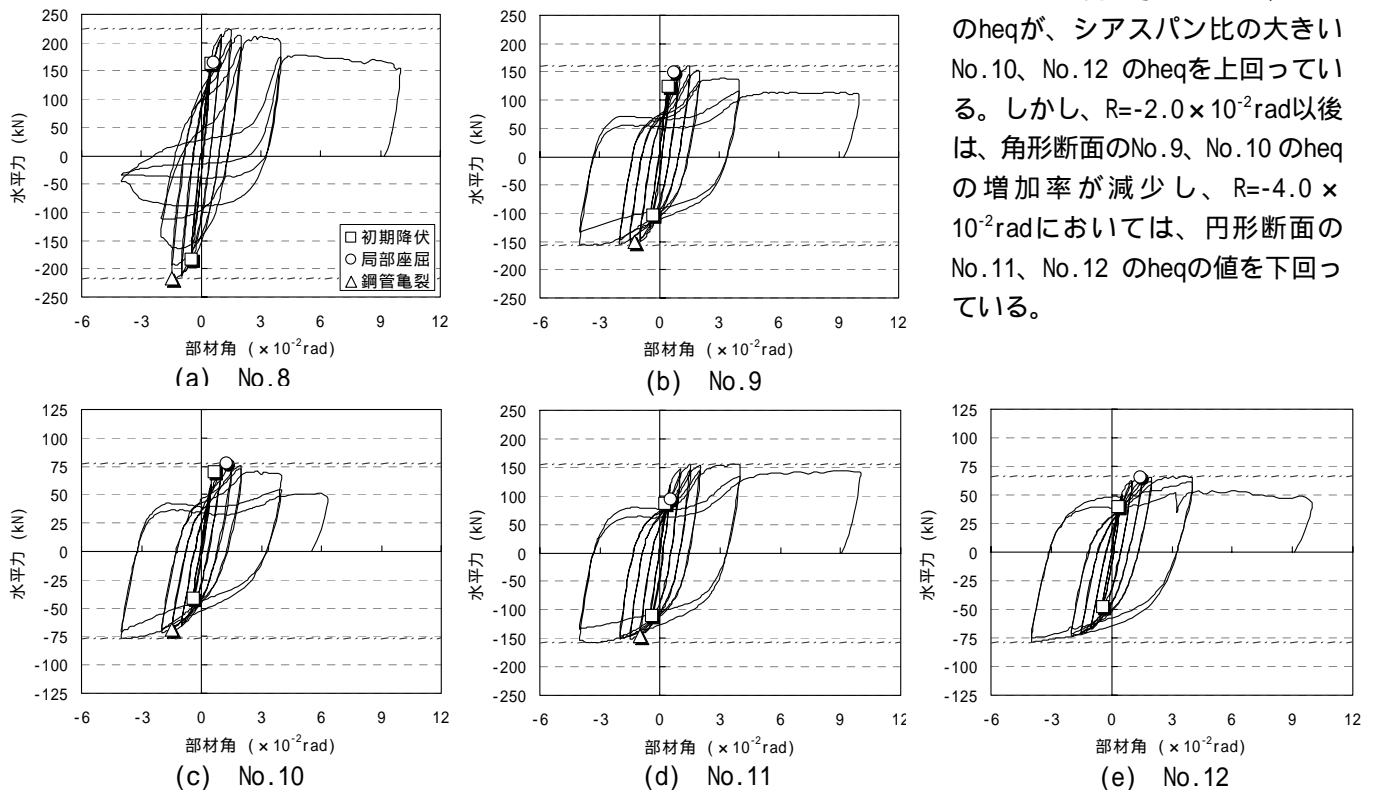 のheqが、シアスパン比の大きい
No.10、No.12 のheqを上回ってい
る。しかし、R=-2.0×10-2rad以後
は、角形断面のNo.9、No.10 のheq
の増加率が減少し、R=-4.0 ×
10-2radにおいては、円形断面の
No.11、No.12 のheqの値を下回っ
ている。
250
200
150
100
50
0
-50
-100
-150
-200
-250
水平力 (kN)
□ 初期降伏
○ 局部座屈
△ 鋼管亀裂
-6 -3 0 3 6 9 12
部材角 (×10-2rad)
(a) No.8
250
200
150
100
50
0
-50
-100
-150
-200
-250
水平力 (kN)
-6 -3 0 3 6 9 12
部材角 (×10-2rad)
(b) No.9
125
100
75
50
25
0
-25
-50
-75
-100
-125
水平力 (kN)
-6 -3 0 3 6 9 12
部材角 (×10-2rad)
(c) No.10
250
200
150
100
50
0
-50
-100
-150
-200
-250
水平力 (kN)
-6 -3 0 3 6 9 12
部材角 (×10-2rad)
(d) No.11
125
100
75
50
25
0
-25
-50
-75
-100
-125
水平力 (kN)
-6 -3 0 3 6 9 12
部材角 (×10-2rad)
(e) No.12